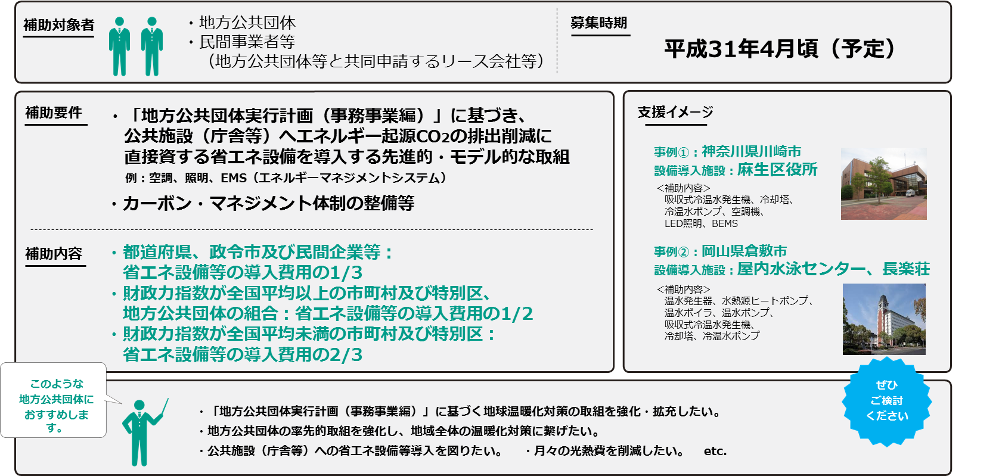 補助対象者
・地方公共団体
・民間事業者等
（地方公共団体等と共同申請するリース会社等）
募集時期
平成31年4月頃（予定）
補助要件
・「地方公共団体実行計画（事務事業編）」に基づき、
公共施設（庁舎等）へエネルギー起源CO₂の排出削減に
直接資する省エネ設備を導入する先進的・モデル的な取組
例：空調、照明、EMS（エネルギーマネジメントシステム）
・カーボン・マネジメント体制の整備等
補助内容
・都道府県、政令市及び民間企業等：
省エネ設備等の導入費用の1/3
・財政力指数が全国平均以上の市町村及び特別区、
地方公共団体の組合：省エネ設備等の導入費用の1/2
・財政力指数が全国平均未満の市町村及び特別区：
省エネ設備等の導入費用の2/3
支援イメージ
事例①：神奈川県川崎市
設備導入施設：麻生区役所
＜補助内容＞
吸収式冷温水発生機、冷却塔、
冷温水ポンプ、空調機、
LED照明、BEMS
事例②：岡山県倉敷市
設備導入施設：屋内水泳センター、長楽荘
＜補助内容＞
温水発生器、水熱源ヒートポンプ、
温水ボイラ、温水ポンプ、
吸収式冷温水発生機、
冷却塔、冷温水ポンプ
このような
地方公共団体に
おすすめしま
す。
・「地方公共団体実行計画（事務事業編）」に基づく地球温暖化対策の取組を強化・拡充したい。
・地方公共団体の率先的取組を強化し、地域全体の温暖化対策に繋げたい。
・公共施設（庁舎等）への省エネ設備等導入を図りたい。　・月々の光熱費を削減したい。　etc.
ぜひ
ご検討
ください